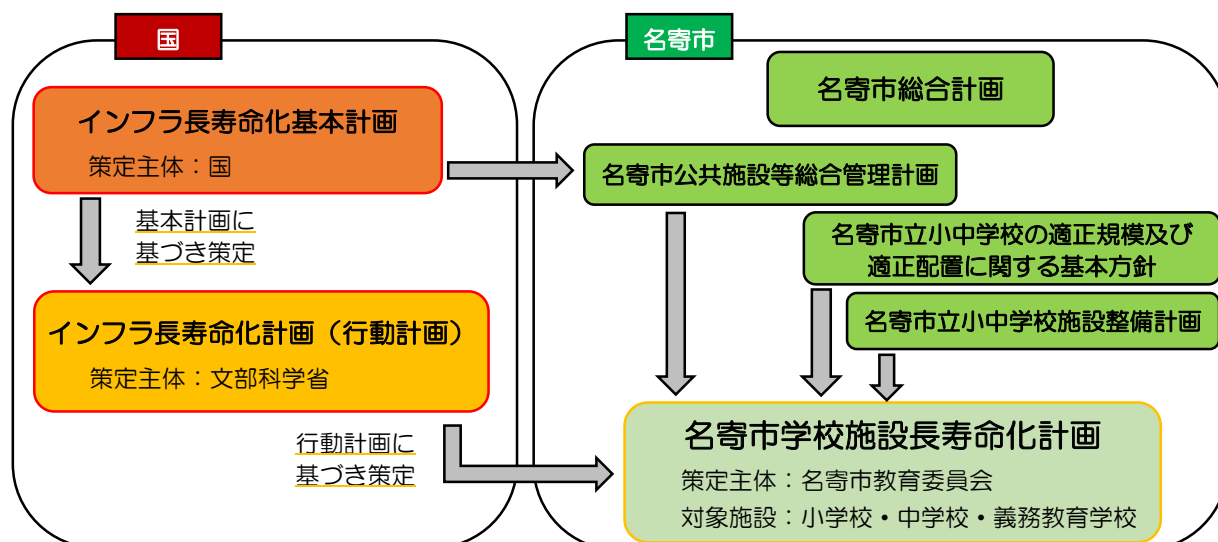 国
インフラ長寿命化基本計画
策定主体：国
基本計画に
基づき策定
インフラ長寿命化計画（行動計画）
策定主体：文部科学省
行動計画に
基づき策定
名寄市
名寄市総合計画
名寄市公共施設等総合管理計画
名寄市立小中学校の適正規模及び
適正配置に関する基本方針
名寄市立小中学校施設整備計画
名寄市学校施設長寿命化計画
策定主体：名寄市教育委員会
対象施設：小学校・中学校・義務教育学校